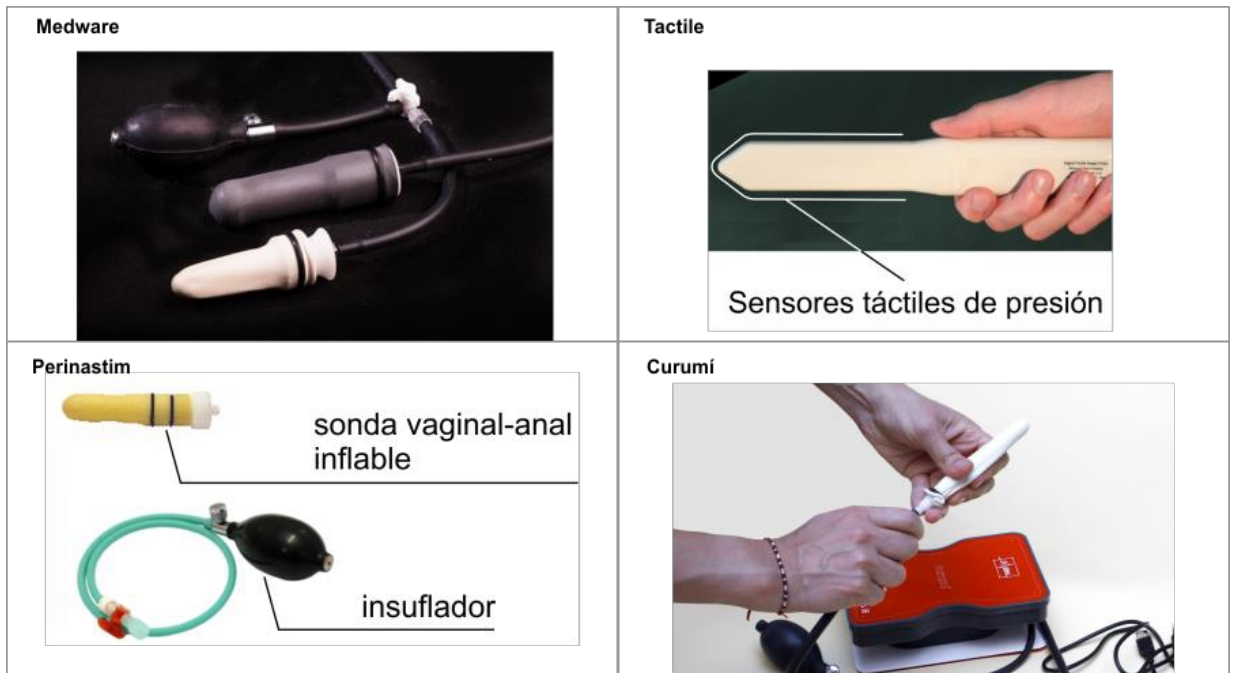 Medware
Tactile
Sensores táctiles de presión
Perinastim
sonda vaginal-anal
inflable
insuflador
Curumí